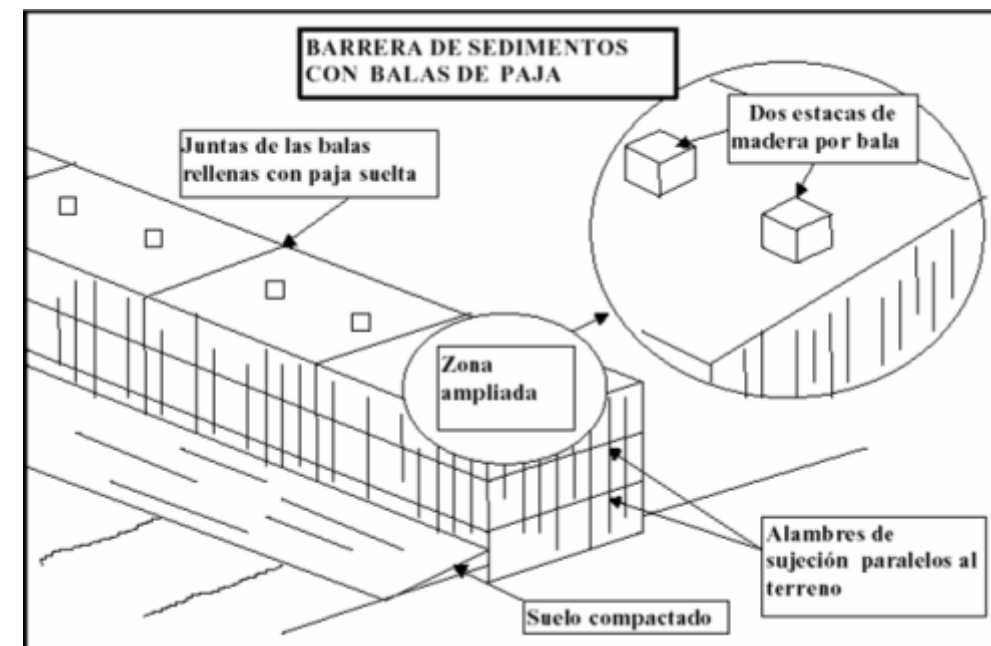 BARRERA DE SEDIMENTOS
CON BALAS DE PAJA
Dos estacas de
madera por bala
Juntas de las balas
rellenas con paja suelta
Zona
ampliada
Alambres de
sujeción paralelos al
terreno
Suelo compactado